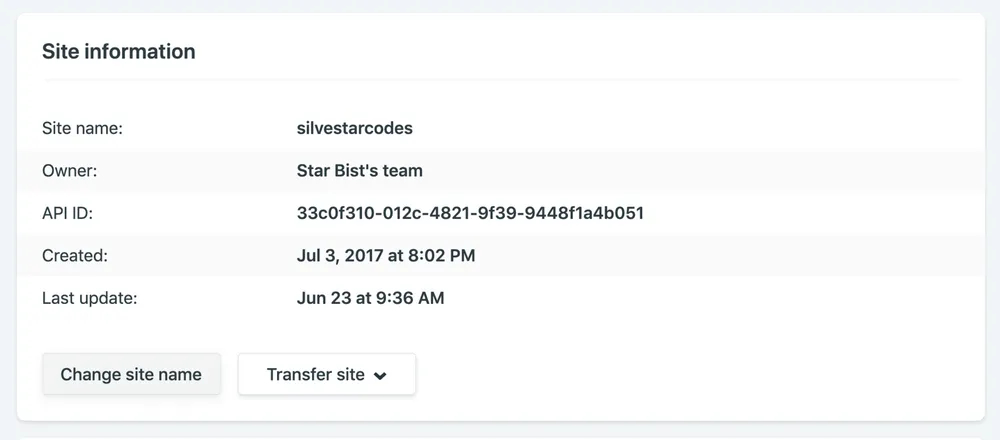 Site information
Site name: silvestarcodes
Owner: Star Bist's team
API ID: 33c0f310-012c-4821-9f39-9448f1a4b051
Created: Jul 3, 2017 at 8:02 PM
Last update: Jun 23 at 9:36 AM
Change site name Transfer site